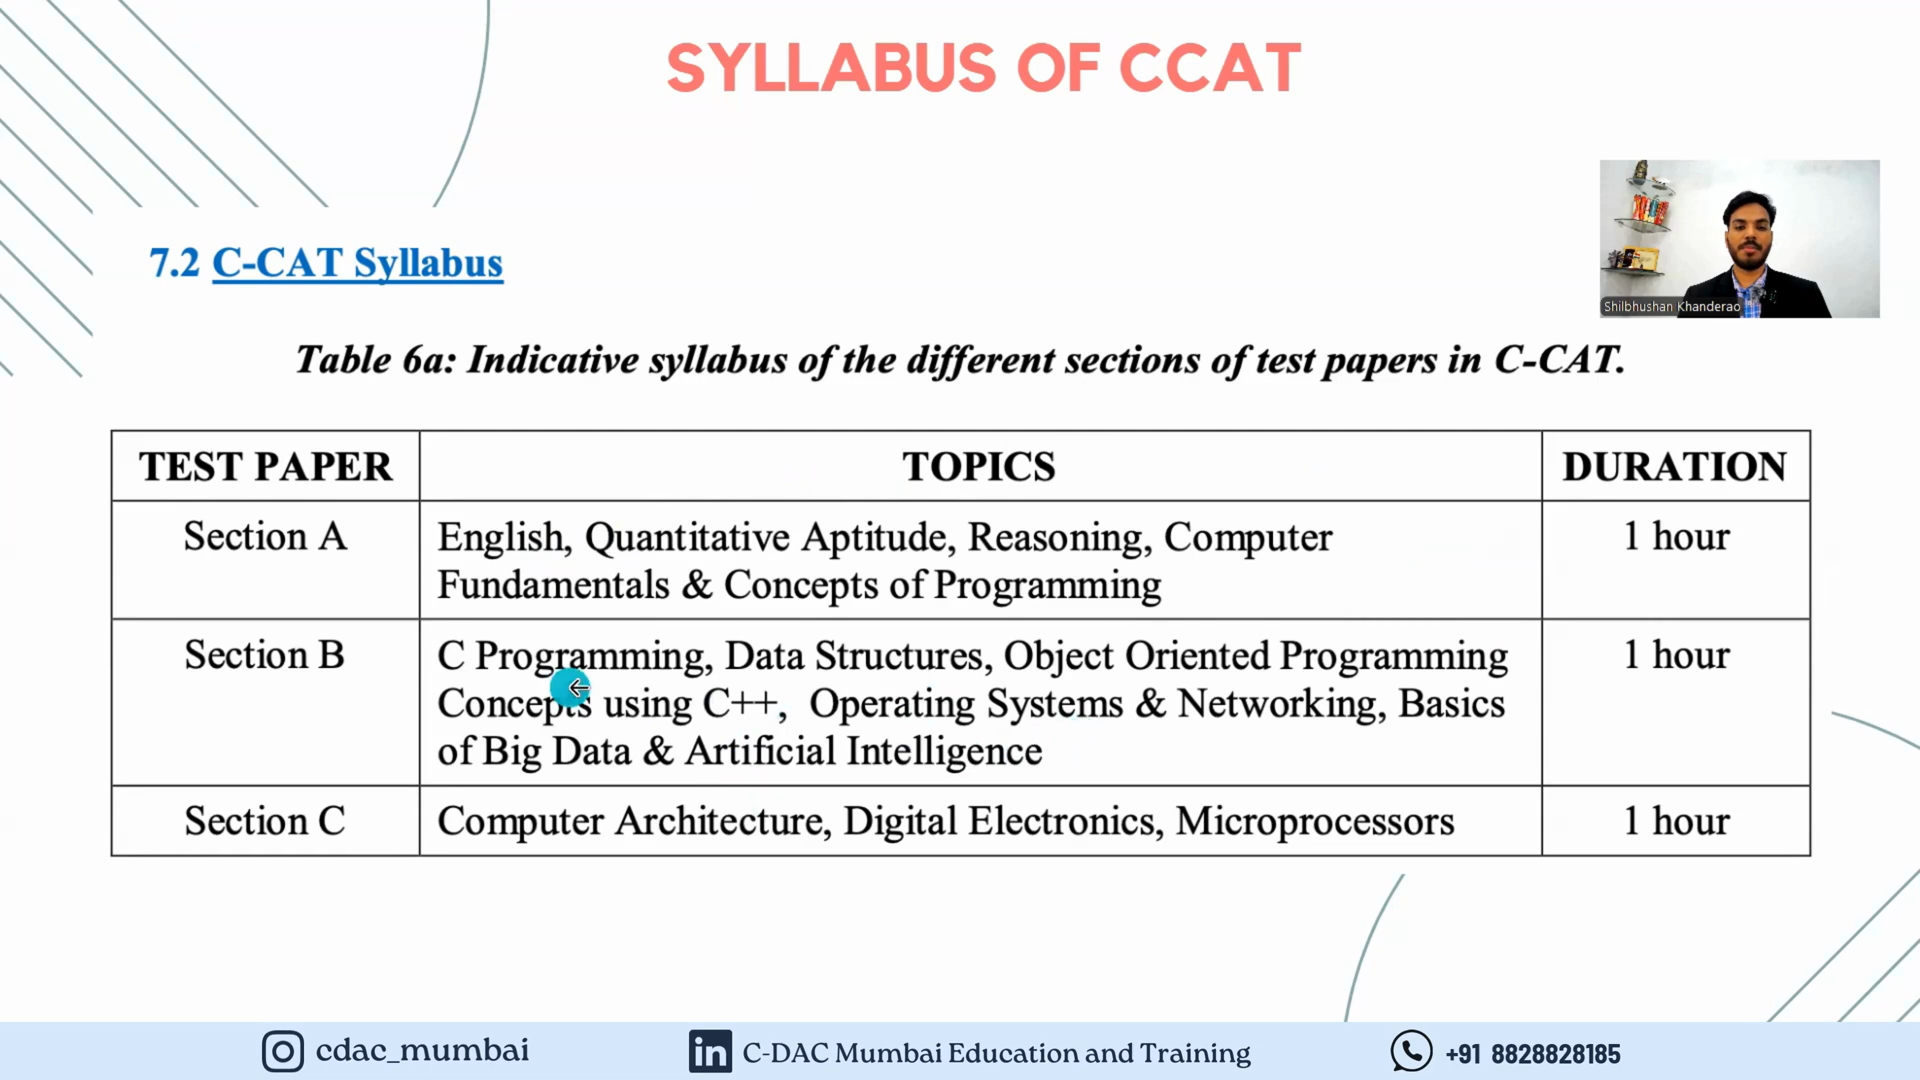 SYLLABUS OF CCAT
7.2 C-CAT Syllabus
Shilbhushan Khanderao
Table 6a: Indicative syllabus of the different sections of test papers in C-CAT.
TEST PAPER TOPICS DURATION
Section A English, Quantitative Aptitude, Reasoning, Computer 1 hour
Fundamentals & Concepts of Programming
Section B C Programming, Data Structures, Object Oriented Programming 1 hour
Concepts using C++, Operating Systems & Networking, Basics
of Big Data & Artificial Intelligence
Section C Computer Architecture, Digital Electronics, Microprocessors 1 hour
cdac_mumbai in C-DAC Mumbai Education and Training +91 8828828185